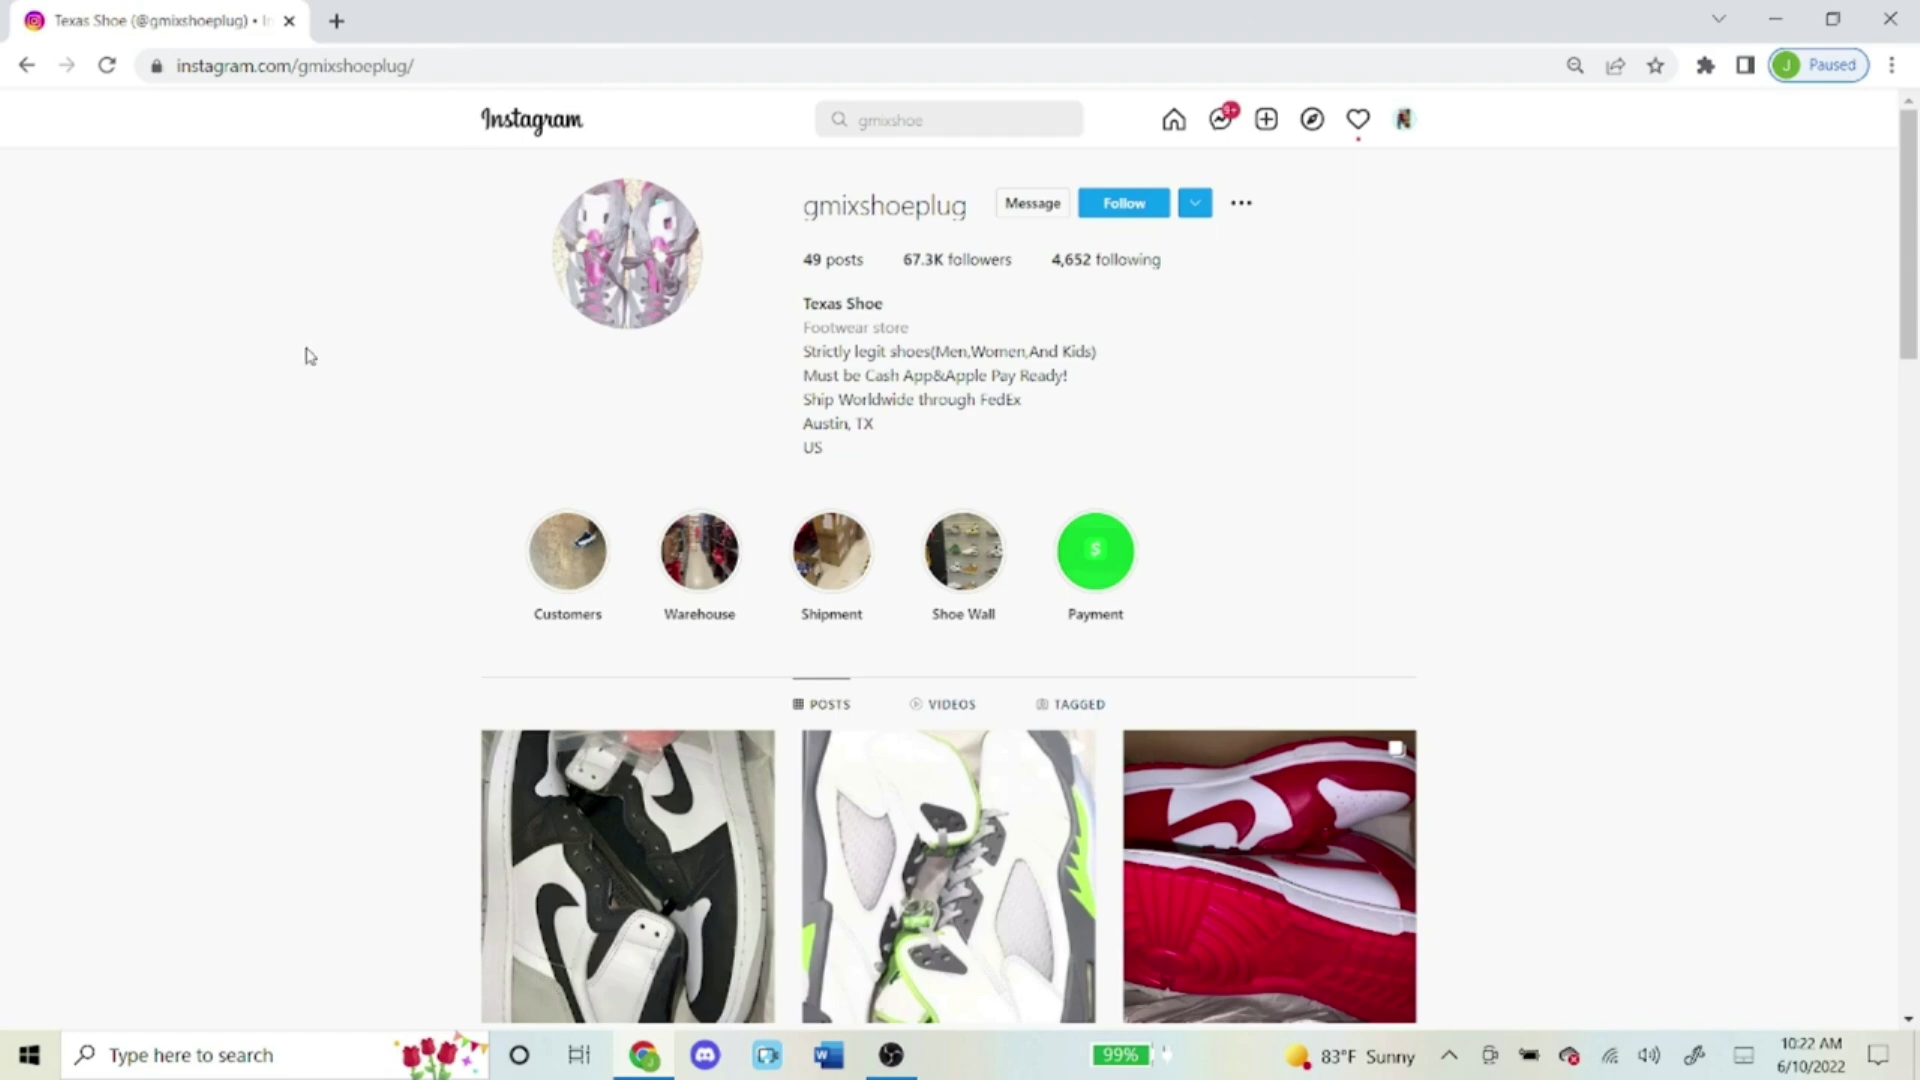 Texas Shoe (@gmixshoeplug) • In
instagram.com/gmixshoeplug/
J Paused
Instagram
gmixshoe
9+
gmixshoeplug Message Follow
49 posts 67.3K followers 4,652 following
Texas Shoe
Footwear store
Strictly legit shoes(Men,Women,And Kids)
Must be Cash App&Apple Pay Ready!
Ship Worldwide through FedEx
Austin, TX
US
$
Customers Warehouse Shipment Shoe Wall Payment
POSTS VIDEOS TAGGED
Type here to search
J
W
99%
83°F Sunny
10:22 AM
6/10/2022